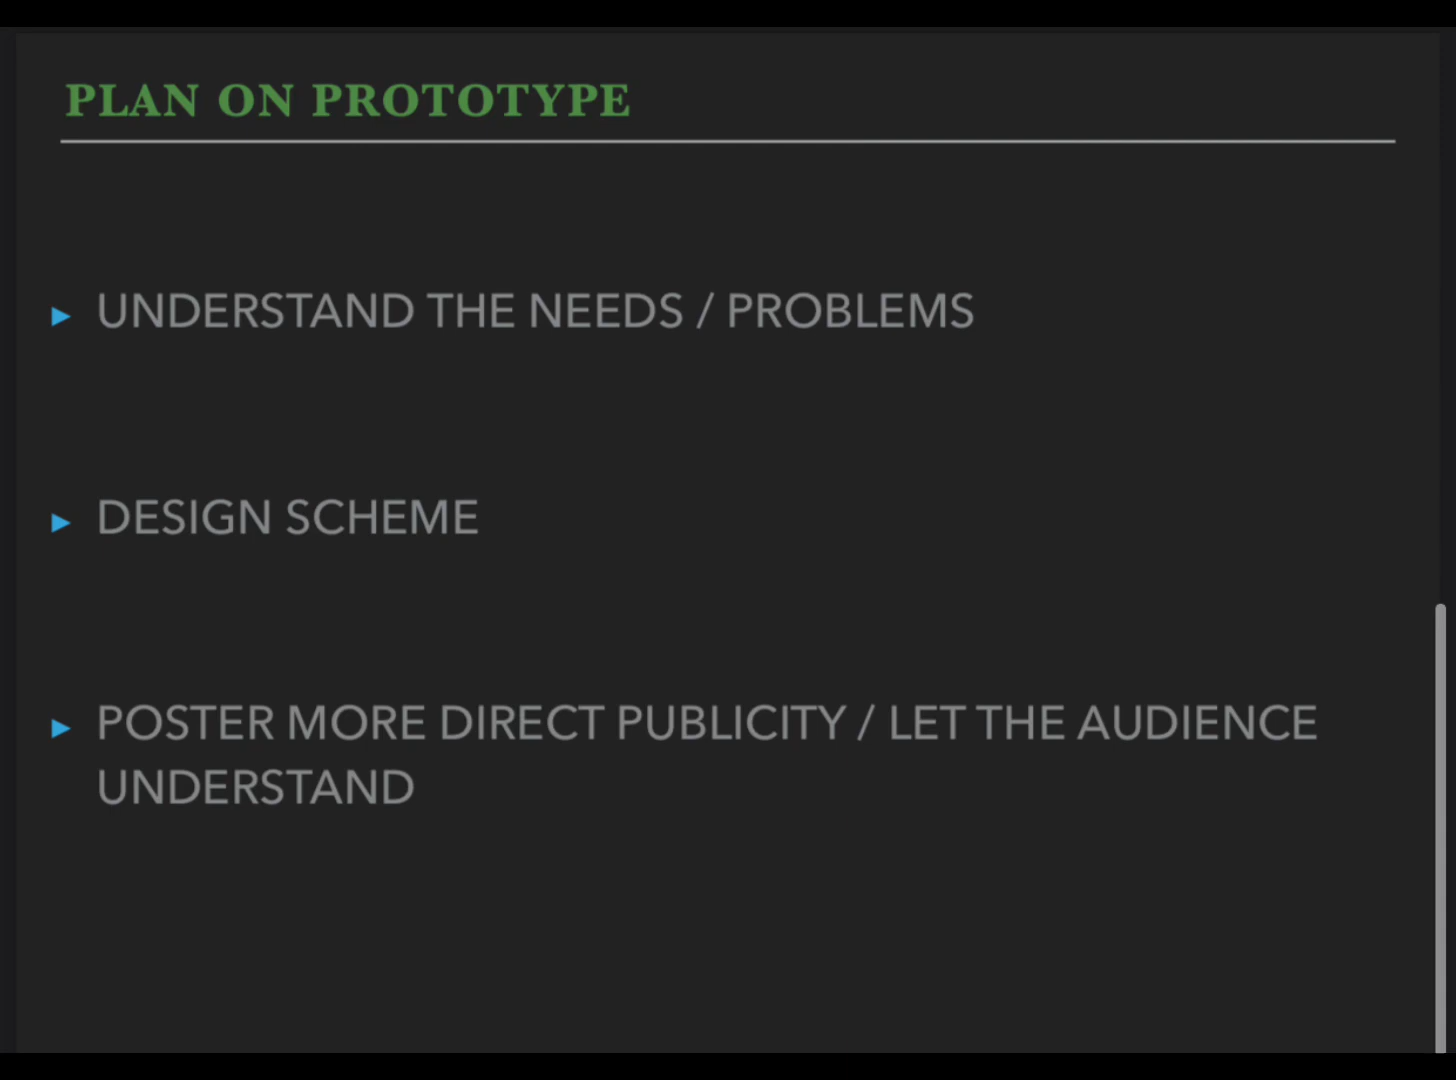 PLAN ON PROTOTYPE
▸ UNDERSTAND THE NEEDS / PROBLEMS
▸ DESIGN SCHEME
▸ POSTER MORE DIRECT PUBLICITY / LET THE AUDIENCE
UNDERSTAND